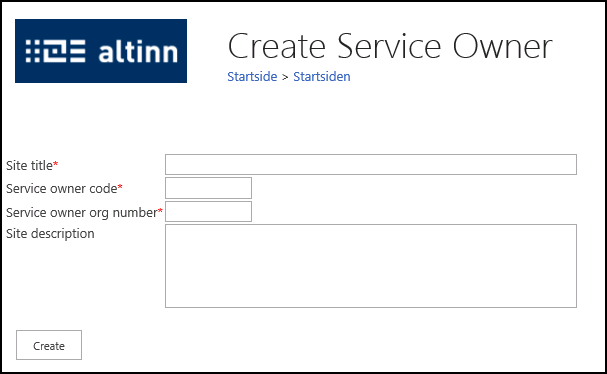 altinn
Create Service Owner
Startside > Startsiden
Site title*
Service owner code*
Service owner org number*
Site description
Create